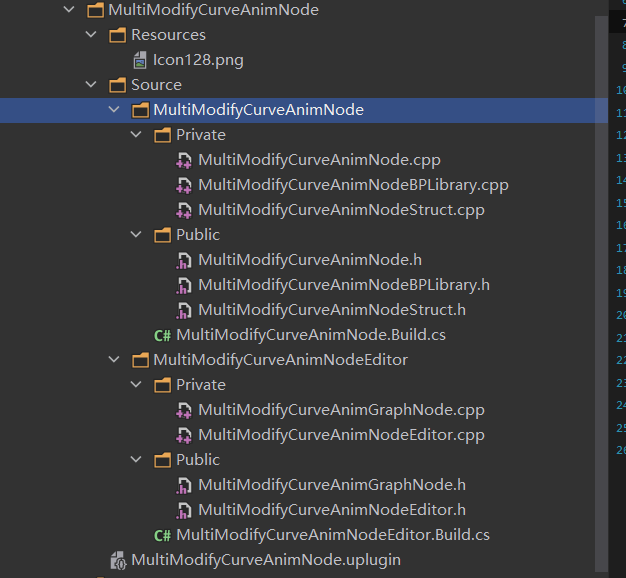 MultiModifyCurveAnimNode
Resources
Icon128.png
Source
MultiModifyCurveAnimNode
Private
MultiModifyCurveAnimNode.cpp
MultiModifyCurveAnimNodeBPLibrary.cpp
MultiModifyCurveAnimNodeStruct.cpp
Public
MultiModifyCurveAnimNode.h
MultiModifyCurveAnimNodeBPLibrary.h
MultiModifyCurveAnimNodeStruct.h
C# MultiModifyCurveAnimNode.Build.cs
MultiModifyCurveAnimNodeEditor
Private
MultiModifyCurveAnimGraphNode.cpp
MultiModifyCurveAnimNodeEditor.cpp
Public
MultiModifyCurveAnimGraphNode.h
MultiModifyCurveAnimNodeEditor.h
C# MultiModifyCurveAnimNodeEditor.Build.cs
MultiModifyCurveAnimNode.uplugin